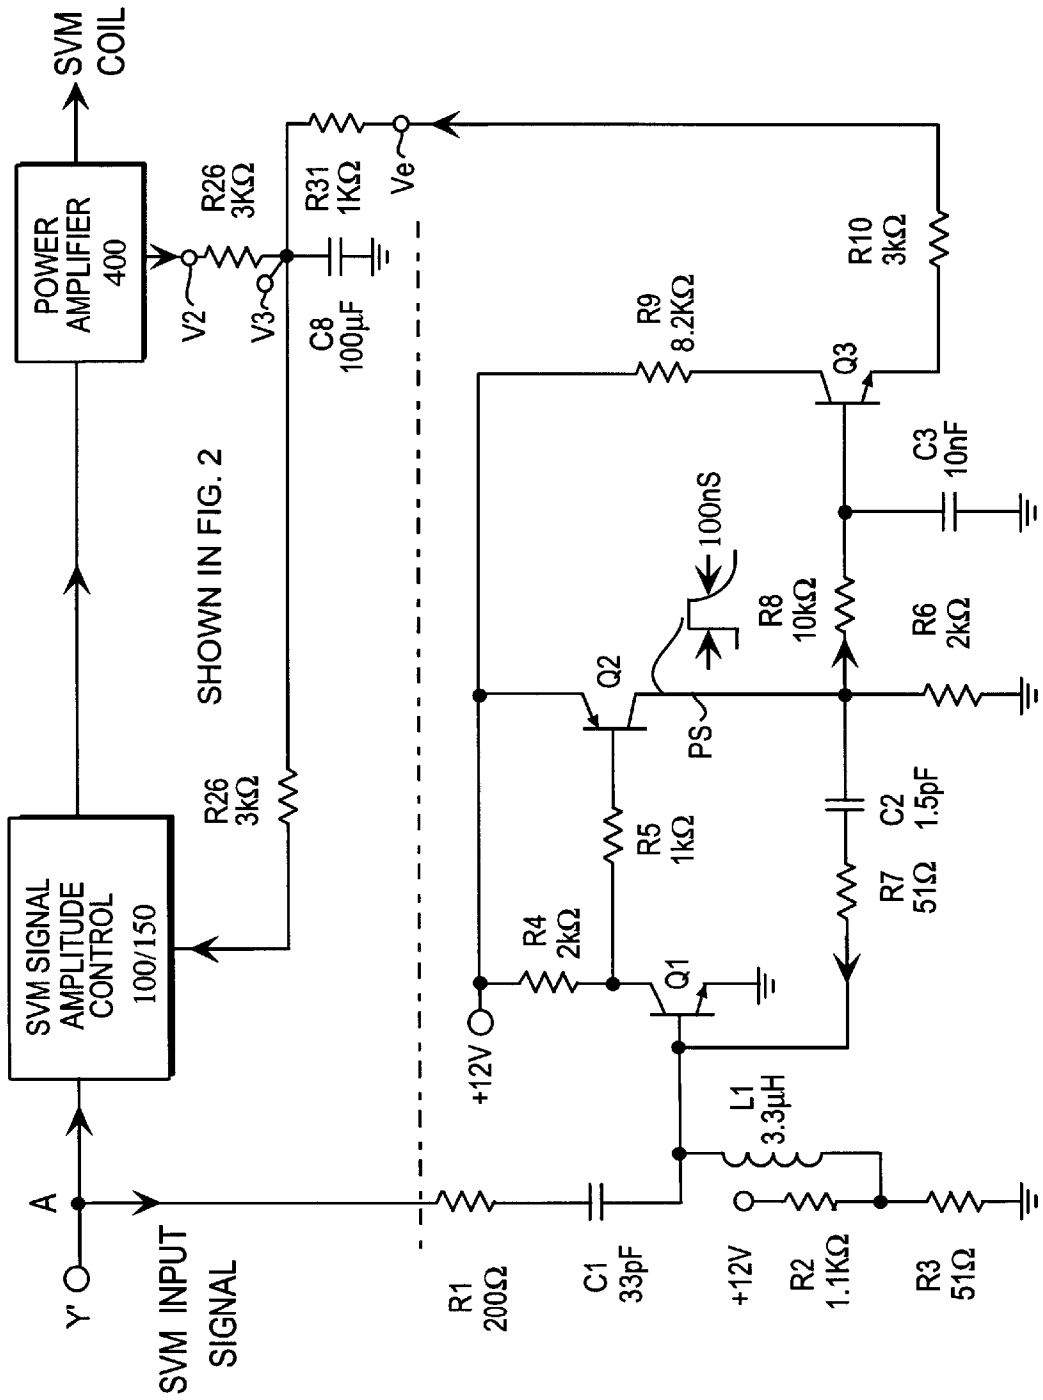 Y'
A
SVM INPUT
SIGNAL
SVM SIGNAL
AMPLITUDE
CONTROL
100/150
POWER
AMPLIFIER
400
SVM
COIL
V2
R26
3KΩ
V3
R31
1KΩ
Ve
C8
100µF
R26
3kΩ
SHOWN IN FIG. 2
R1
200Ω
C1
33pF
+12V
R2
1.1KΩ
R3
51Ω
L1
3.3µH
+12V
R4
2kΩ
Q1
R5
1kΩ
Q2
PS
100nS
R7
51Ω
C2
1.5pF
R8
10kΩ
R6
2kΩ
R9
8.2KΩ
Q3
C3
10nF
R10
3kΩ